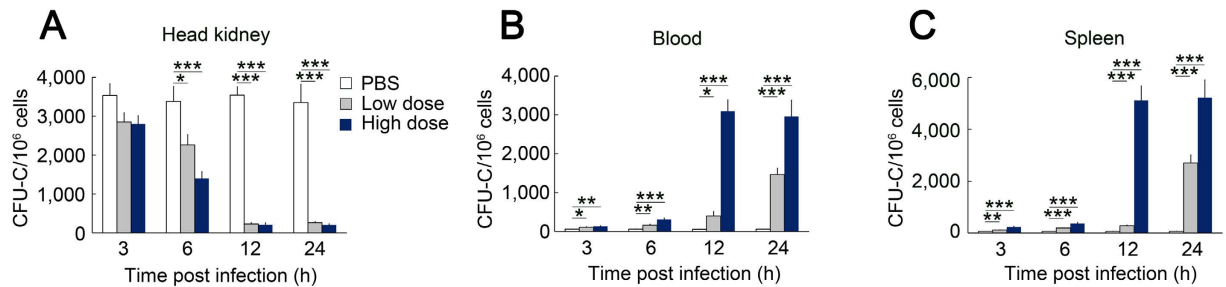 A
Head kidney
CFU-C/10⁶ cells
4,000
3,000
2,000
1,000
0
*** *** ***
* *** ***
PBS
Low dose
High dose
3 6 12 24
Time post infection (h)
B
Blood
CFU-C/10⁶ cells
4,000
3,000
2,000
1,000
0
** *** *** ***
* ** * ***
3 6 12 24
Time post infection (h)
C
Spleen
CFU-C/10⁶ cells
6,000
4,000
2,000
0
*** *** *** ***
** *** *** ***
3 6 12 24
Time post infection (h)